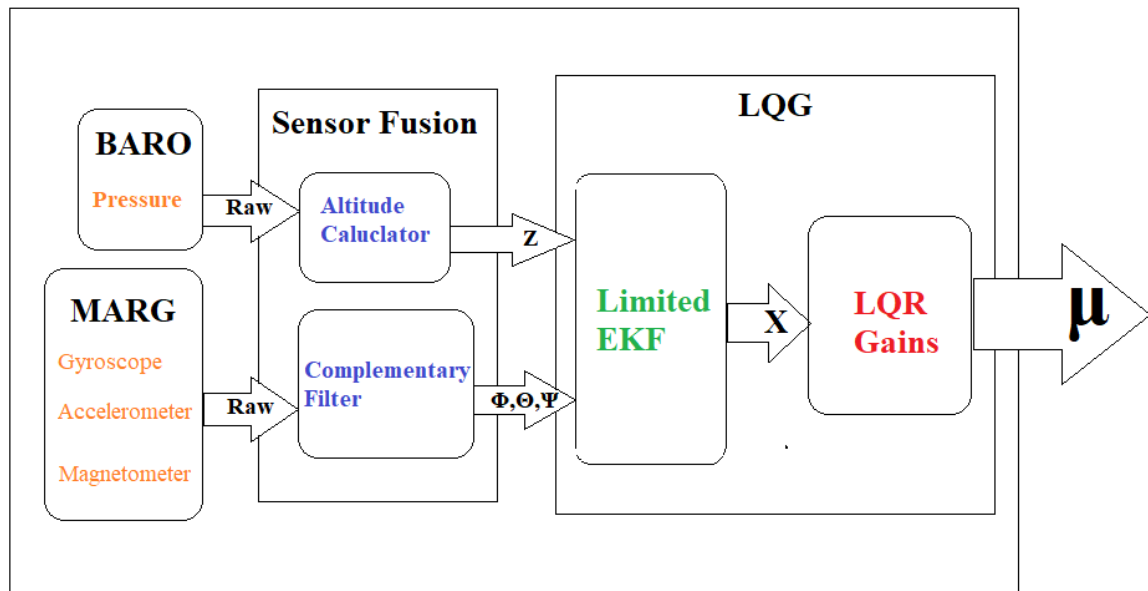 BARO
Pressure
MARG
Gyroscope
Accelerometer
Magnetometer
Raw
Raw
Sensor Fusion
Altitude
Caluclator
Complementary
Filter
Z
Φ,Θ,Ψ
LQG
Limited
EKF
X
LQR
Gains
μ